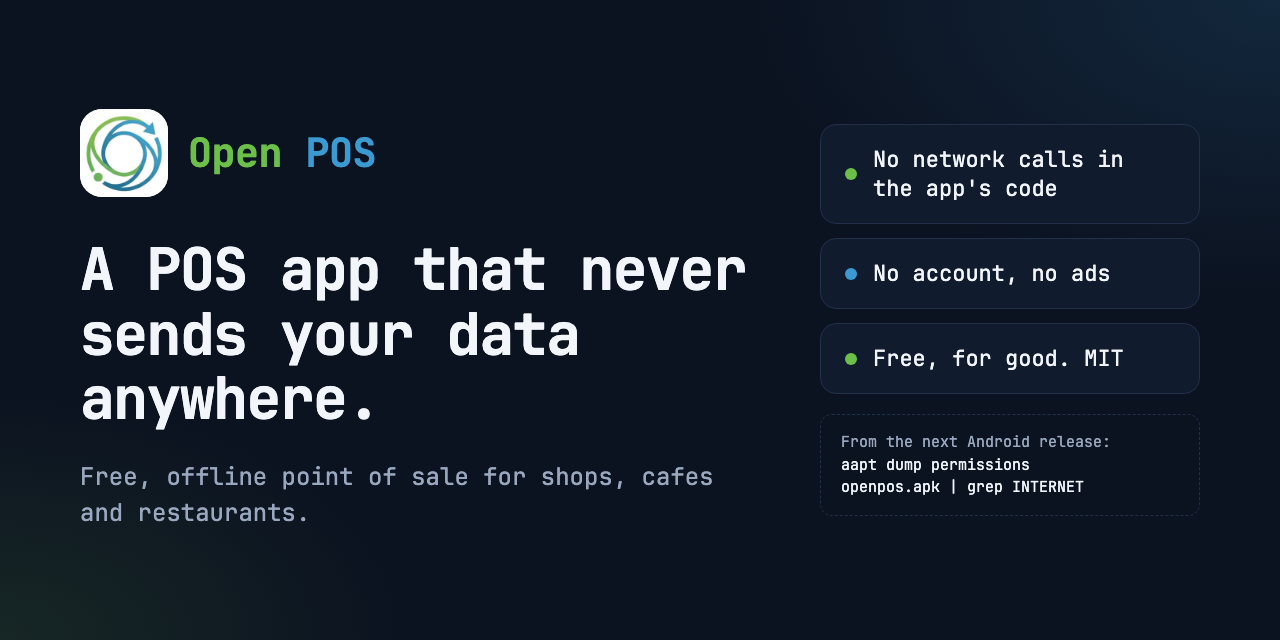 Open POS
A POS app that never
sends your data
anywhere.
Free, offline point of sale for shops, cafes
and restaurants.
No network calls in
the app's code
No account, no ads
Free, for good. MIT
From the next Android release:
aapt dump permissions
openpos.apk | grep INTERNET